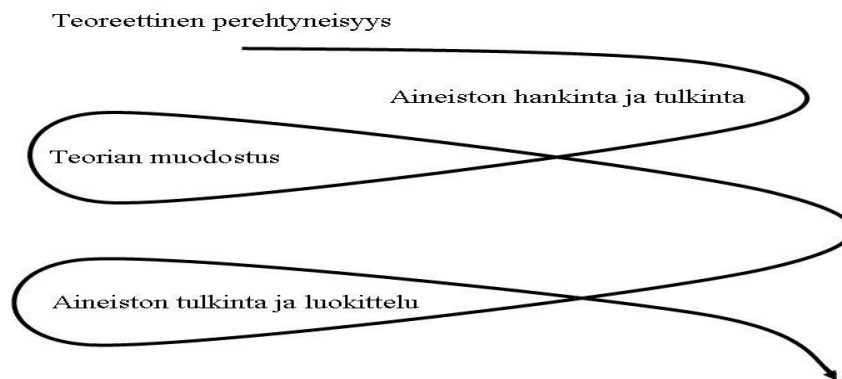 Teoreettinen perehtyneisyys
Aineiston hankinta ja tulkinta
Teorian muodostus
Aineiston tulkinta ja luokittelu